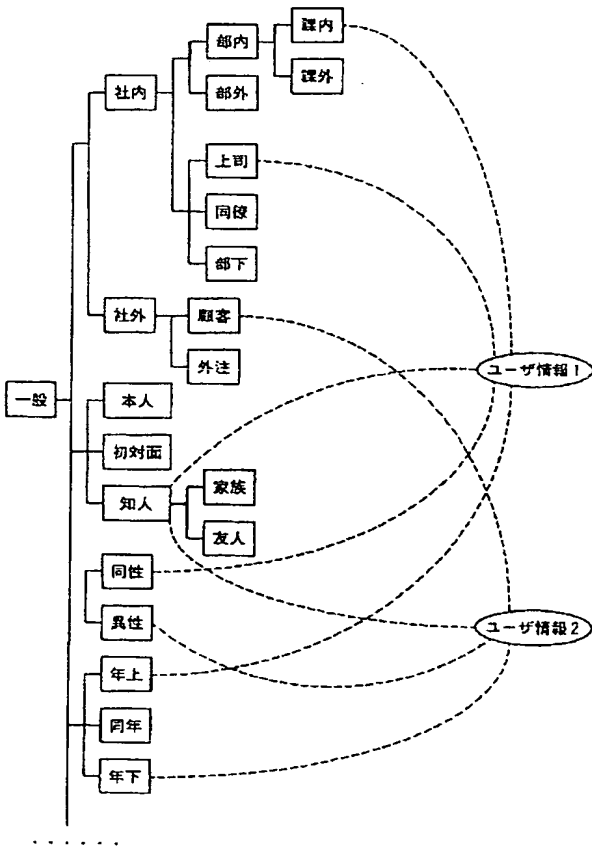 課内
部内
課外
社内
部外
上司
同僚
部下
社外
顧客
外注
ユーザ情報1
一般
本人
初対面
知人
家族
友人
同性
異性
ユーザ情報2
年上
同年
年下
・・・・・・